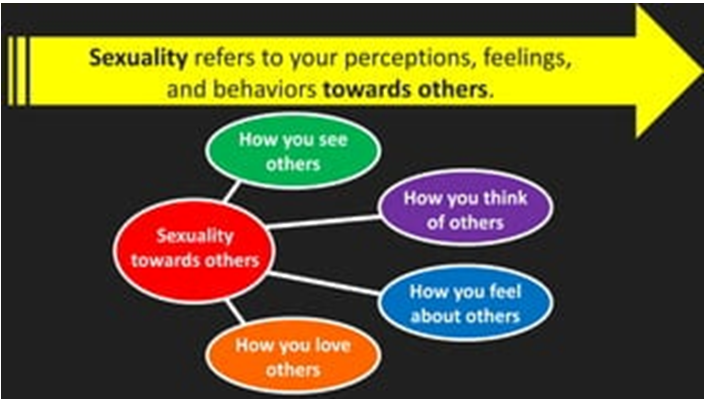 Sexuality refers to your perceptions, feelings,
and behaviors towards others.
How you see
others
How you think
of others
Sexuality
towards others
How you feel
about others
How you love
others